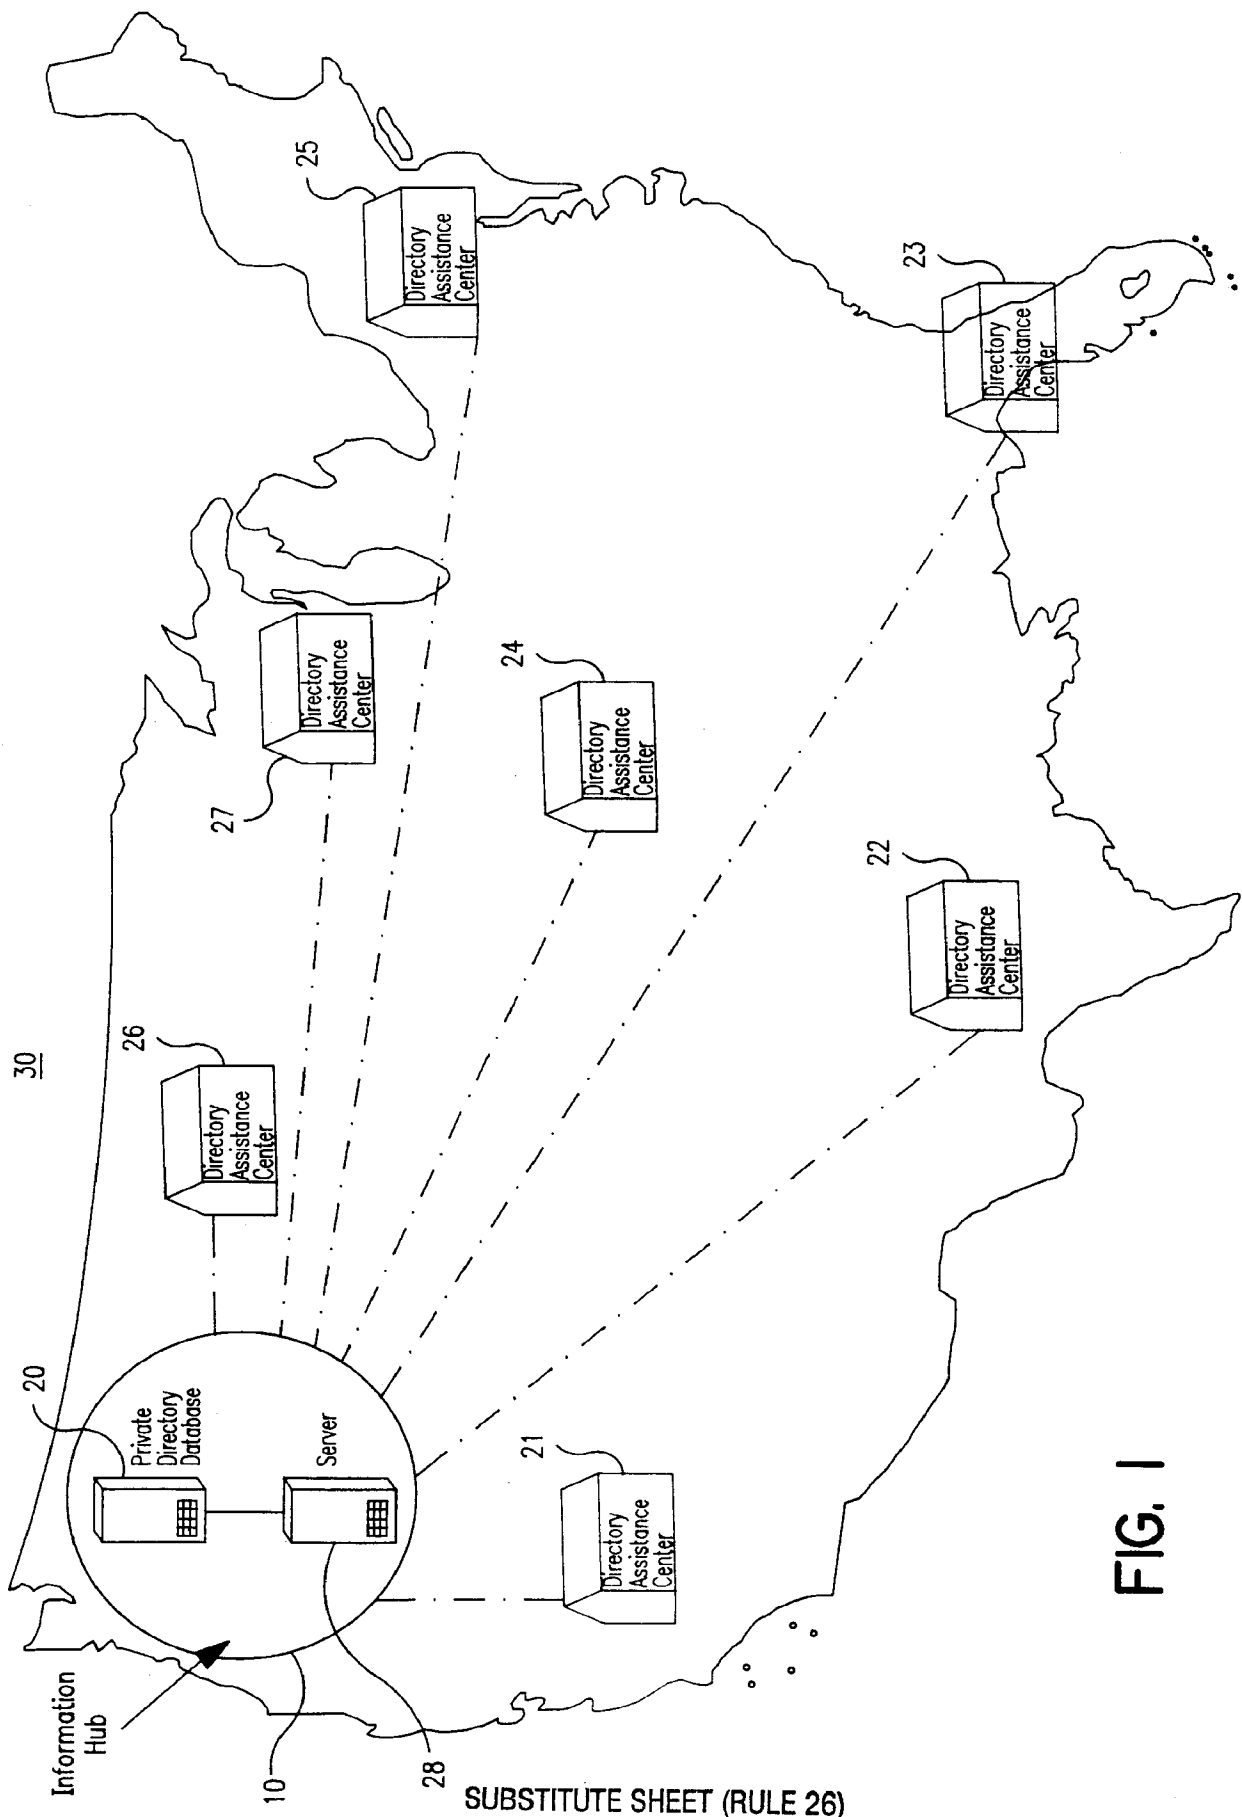 30
Information
Hub
10
28
20
Private
Directory
Database
Server
26
Directory
Assistance
Center
27
Directory
Assistance
Center
25
Directory
Assistance
Center
24
Directory
Assistance
Center
21
Directory
Assistance
Center
22
Directory
Assistance
Center
23
Directory
Assistance
Center
FIG. 1
SUBSTITUTE SHEET (RULE 26)